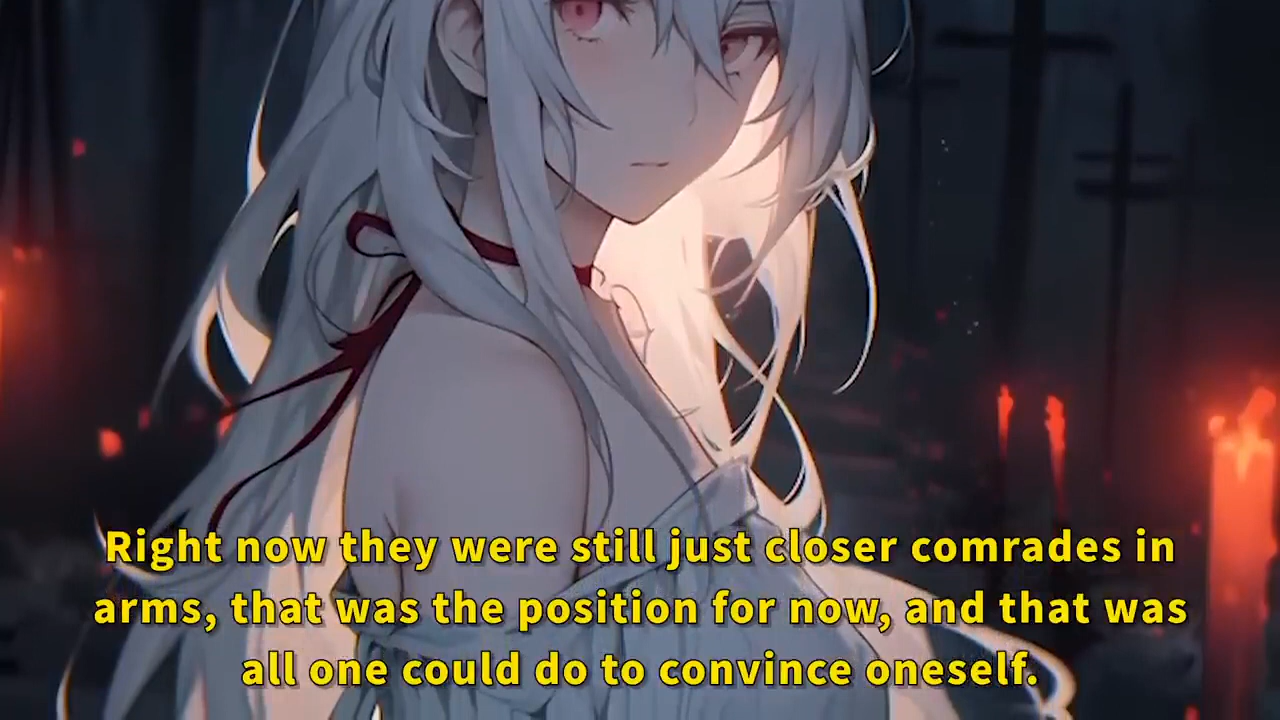 Right now they were still just closer comrades in
arms, that was the position for now, and that was
all one could do to convince oneself.